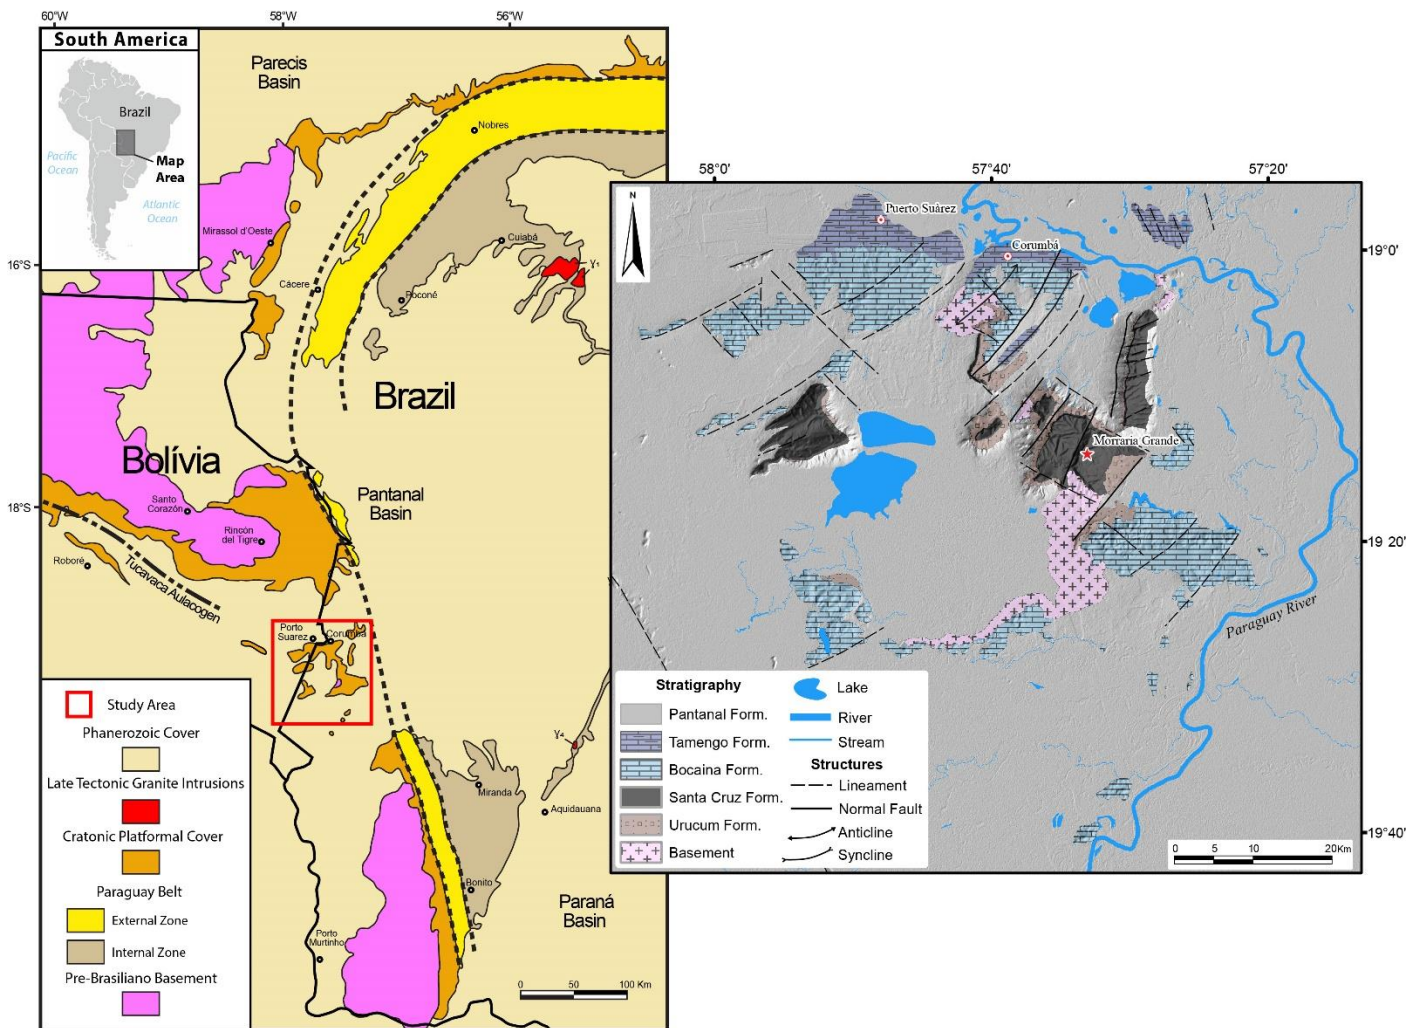 60°W
58°W
56°W
South America
Brazil
Pacific
Ocean
Map
Area
Atlantic
Ocean
Parecis
Basin
Nobres
Mirassol d'Oeste
Cuiabá
16°S
Cácere
Poconé
γ₁
Brazil
Bolívia
Pantanal
Basin
18°S
Santo
Corazón
Rincón
del Tigre
Roboré
Tucavaca Aulacogen
Porto
Suarez
Corumbá
γ₄
Miranda
Aquidauana
Bonito
Porto
Murtinho
Paraná
Basin
0 50 100 Km
Study Area
Phanerozoic Cover
Late Tectonic Granite Intrusions
Cratonic Platformal Cover
Paraguay Belt
External Zone
Internal Zone
Pre-Brasiliano Basement
58°0'
57°40'
57°20'
N
Puerto Suárez
Corumbá
19°0'
Morraria Grande
19°20'
Paraguay River
19°40'
Stratigraphy
Pantanal Form.
Tamengo Form.
Bocaina Form.
Santa Cruz Form.
Urucum Form.
Basement
Lake
River
Stream
Structures
Lineament
Normal Fault
Anticline
Syncline
0 5 10 20Km